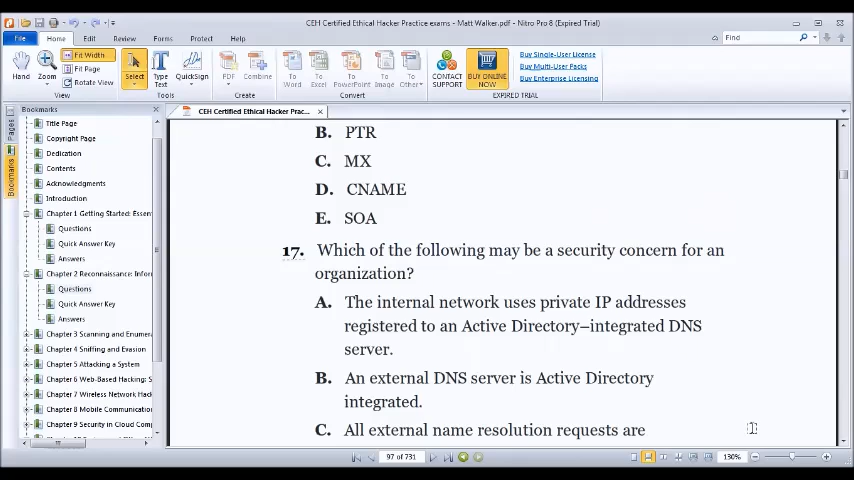 CEH Certified Ethical Hacker Practice exams - Matt Walker.pdf - Nitro Pro 8 (Expired Trial)
File Home Review Forms Protect Help
Find
Hand
Zoom
Fit Width
Fit Page
Rotate View
View
Select
Type Text
QuickSign
Tools
PDF
Combine
Create
To Word
To Excel
To PowerPoint
To Image
To Other
Convert
CONTACT SUPPORT
BUY ONLINE NOW
Buy Single-User License
Buy Multi-User Packs
Buy Enterprise Licensing
EXPIRED TRIAL
Pages
Bookmarks
Bookmarks
Title Page
Copyright Page
Dedication
Contents
Acknowledgments
Introduction
Chapter 1 Getting Started: Essen
Questions
Quick Answer Key
Answers
Chapter 2 Reconnaissance: Inforn
Questions
Quick Answer Key
Answers
Chapter 3 Scanning and Enumera
Chapter 4 Sniffing and Evasion
Chapter 5 Attacking a System
Chapter 6 Web-Based Hacking: S
Chapter 7 Wireless Network Hac
Chapter 8 Mobile Communication
Chapter 9 Security in Cloud Comp
CEH Certified Ethical Hacker Prac...
B. PTR
C. MX
D. CNAME
E. SOA
17. Which of the following may be a security concern for an
organization?
A. The internal network uses private IP addresses
registered to an Active Directory–integrated DNS
server.
B. An external DNS server is Active Directory
integrated.
C. All external name resolution requests are
97 of 731
130%